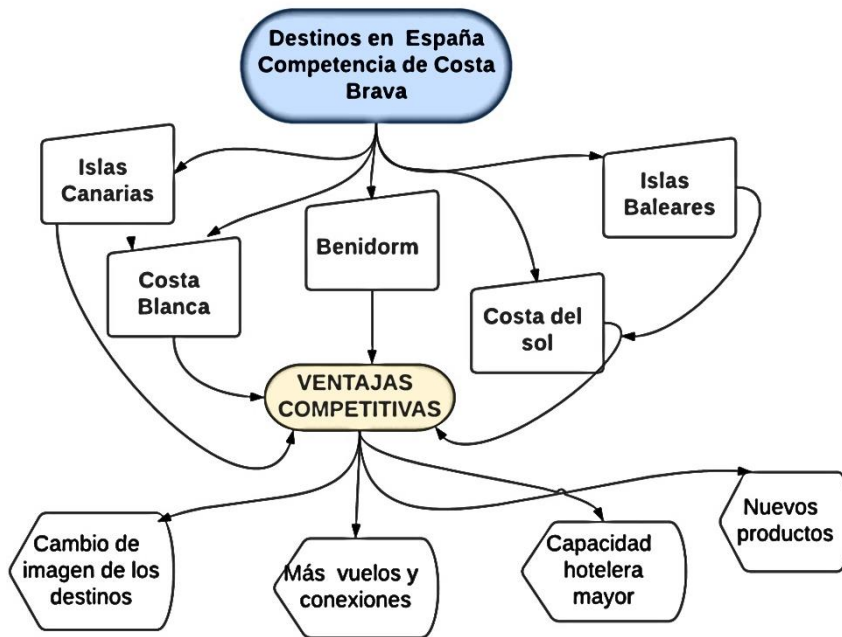 Destinos en España
Competencia de Costa
Brava
Islas
Canarias
Islas
Baleares
Benidorm
Costa
Blanca
Costa del
sol
VENTAJAS
COMPETITIVAS
Cambio de
imagen de los
destinos
Más vuelos y
conexiones
Capacidad
hotelera
mayor
Nuevos
productos